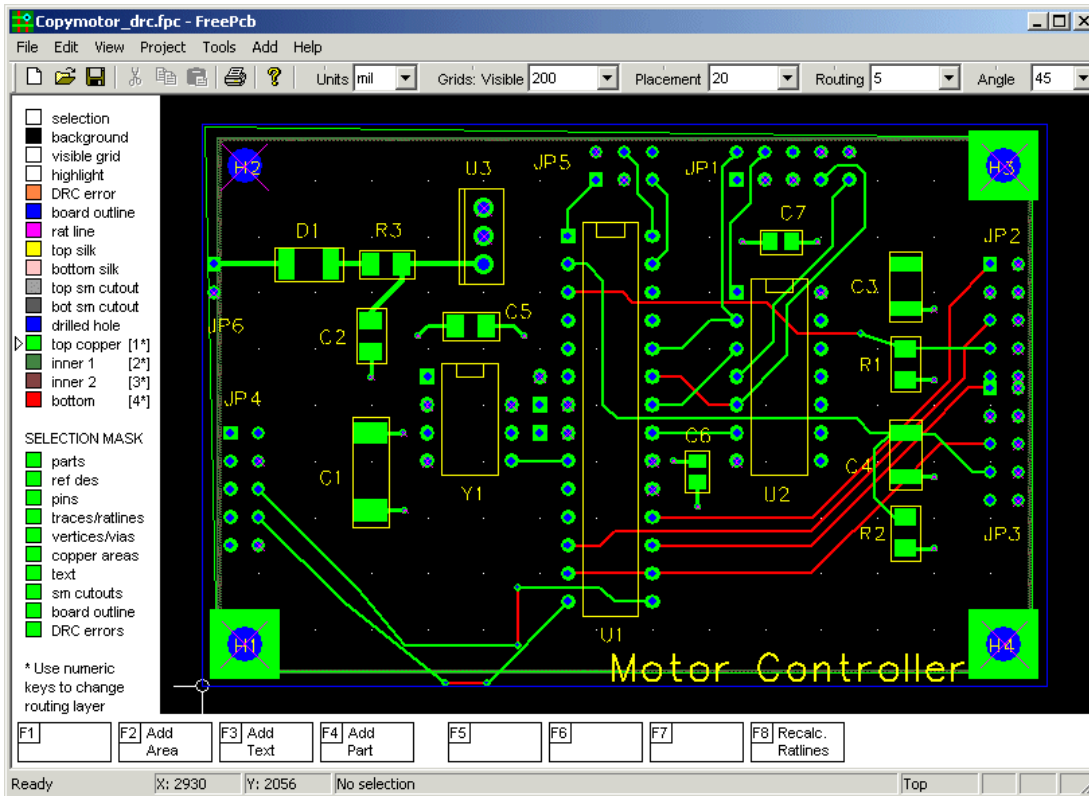 Copymotor_drc.fpc - FreePcb
File Edit View Project Tools Add Help
Units mil Grids: Visible 200 Placement 20 Routing 5 Angle 45
selection
background
visible grid
highlight
DRC error
board outline
rat line
top silk
bottom silk
top sm cutout
bot sm cutout
drilled hole
top copper [1*]
inner 1 [2*]
inner 2 [3*]
bottom [4*]
SELECTION MASK
parts
ref des
pins
traces/ratlines
vertices/vias
copper areas
text
sm cutouts
board outline
DRC errors
* Use numeric
keys to change
routing layer
H2 U3 JP5 JP1 H3
D1 R3 C7 JP2
C3
JP6 C2 C5
R1
JP4
C6
C1 Y1 U2 C4
R2 JP3
H1 U1 H4
Motor Controller
F1
F2 Add
Area
F3 Add
Text
F4 Add
Part
F5
F6
F7
F8 Recalc.
Ratlines
Ready X: 2930 Y: 2056 No selection Top